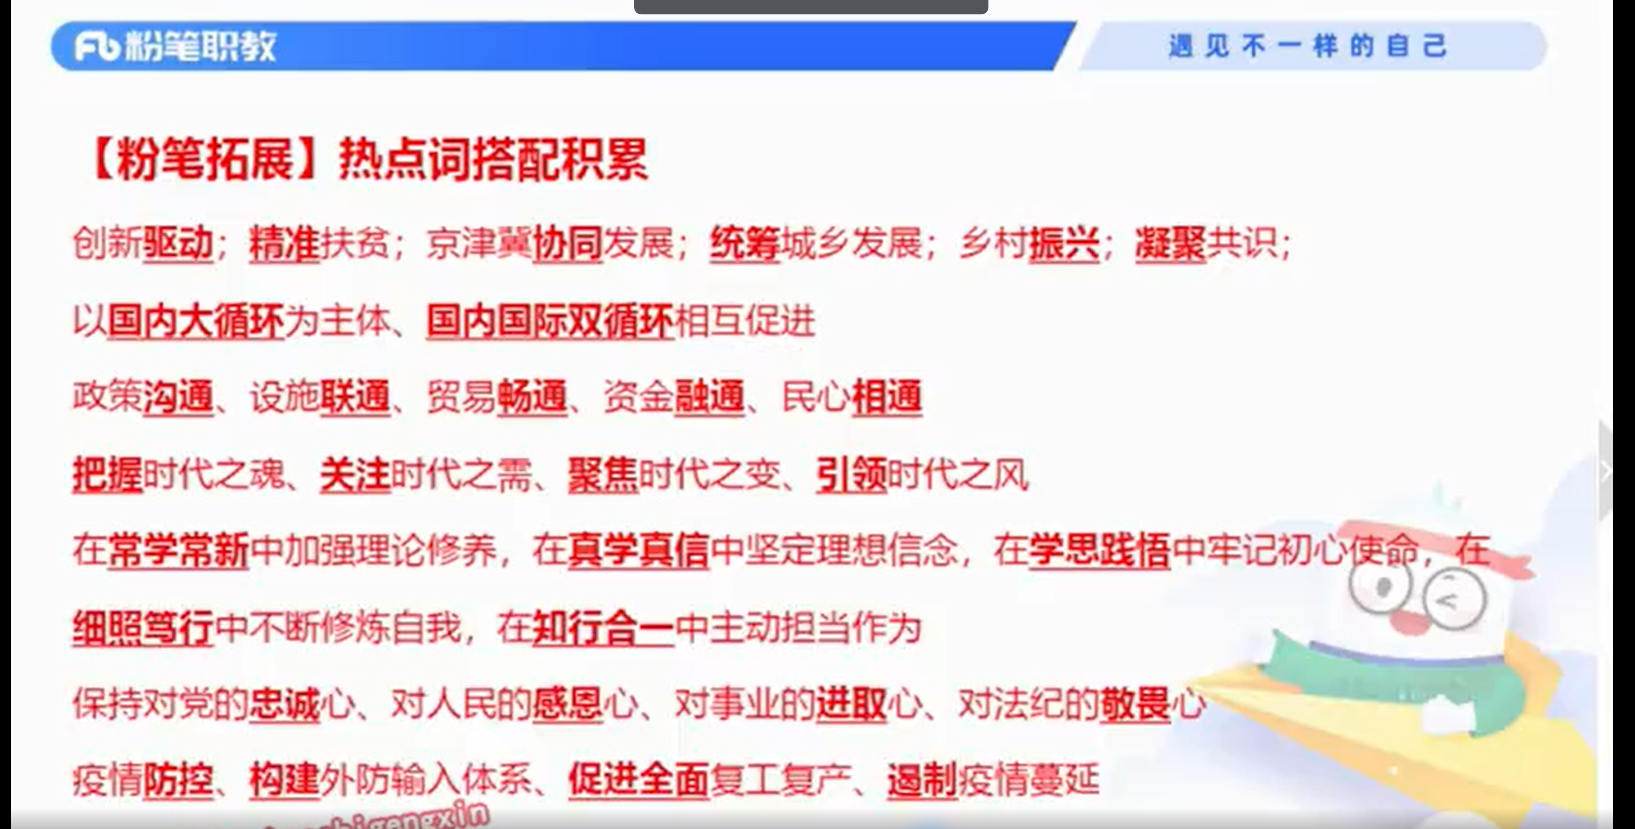 粉笔职教
遇见不一样的自己
【粉笔拓展】热点词搭配积累
创新驱动；精准扶贫；京津冀协同发展；统筹城乡发展；乡村振兴；凝聚共识；
以国内大循环为主体、国内国际双循环相互促进
政策沟通、设施联通、贸易畅通、资金融通、民心相通
把握时代之魂、关注时代之需、聚焦时代之变、引领时代之风
在常学常新中加强理论修养，在真学真信中坚定理想信念，在学思践悟中牢记初心使命，在
细照笃行中不断修炼自我，在知行合一中主动担当作为
保持对党的忠诚心、对人民的感恩心、对事业的进取心、对法纪的敬畏心
疫情防控、构建外防输入体系、促进全面复工复产、遏制疫情蔓延